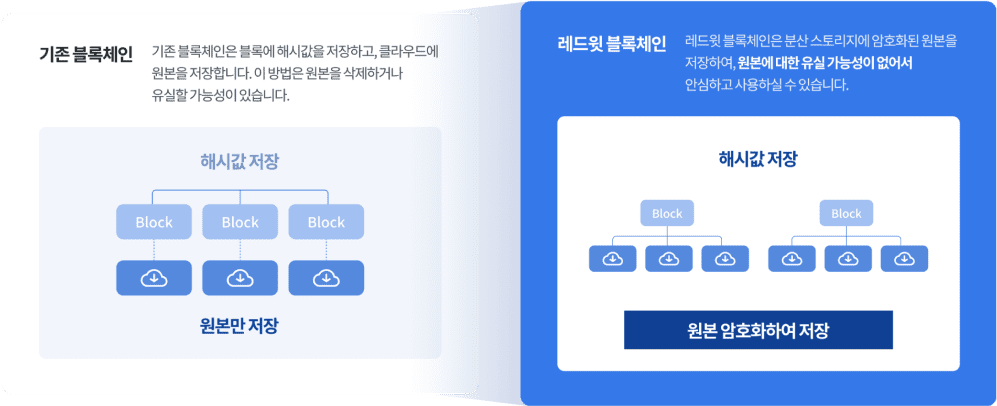 기존 블록체인
기존 블록체인은 블록에 해시값을 저장하고, 클라우드에
원본을 저장합니다. 이 방법은 원본을 삭제하거나
유실할 가능성이 있습니다.
해시값 저장
Block
Block
Block
원본만 저장
레드윗 블록체인
레드윗 블록체인은 분산 스토리지에 암호화된 원본을
저장하여, 원본에 대한 유실 가능성이 없어서
안심하고 사용하실 수 있습니다.
해시값 저장
Block
Block
원본 암호화하여 저장